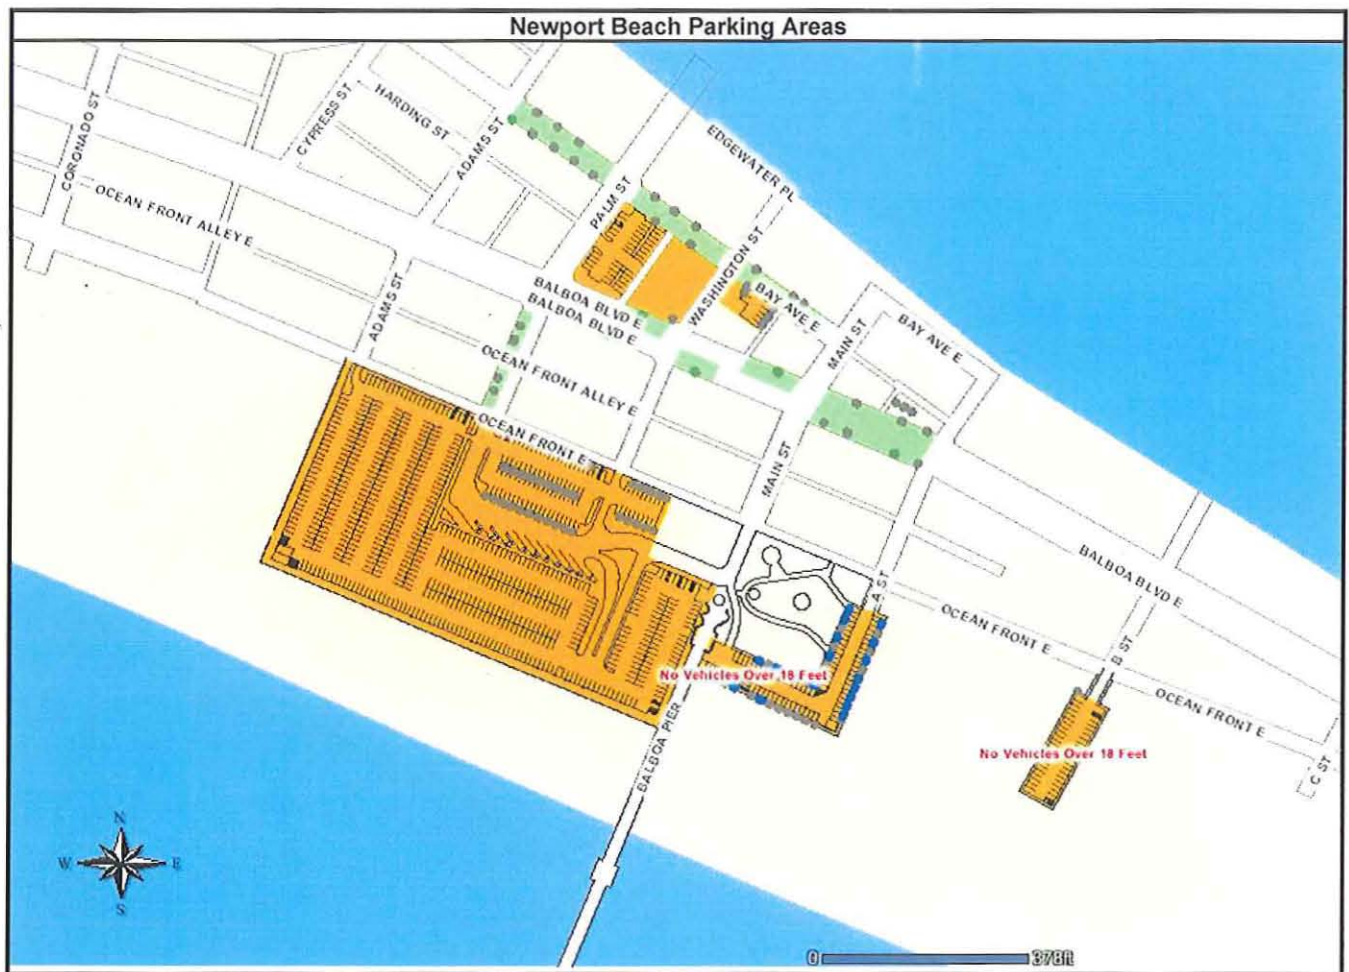 Newport Beach Parking Areas
CORONADO ST
CYPRESS ST
HARDING ST
ADAMS ST
EDGEWATER PL
PALM ST
OCEAN FRONT ALLEY E
WASHINGTON ST
ADAMS ST
BALBOA BLVD E
BALBOA BLVD E
BAY AVE E
MAIN ST
BAY AVE E
OCEAN FRONT ALLEY E
OCEAN FRONT E
MAIN ST
A ST
BALBOA BLVD E
OCEAN FRONT E
B ST
No Vehicles Over 18 Feet
OCEAN FRONT E
BALBOA PIER
No Vehicles Over 18 Feet
C ST
N
W
E
S
0
378ft